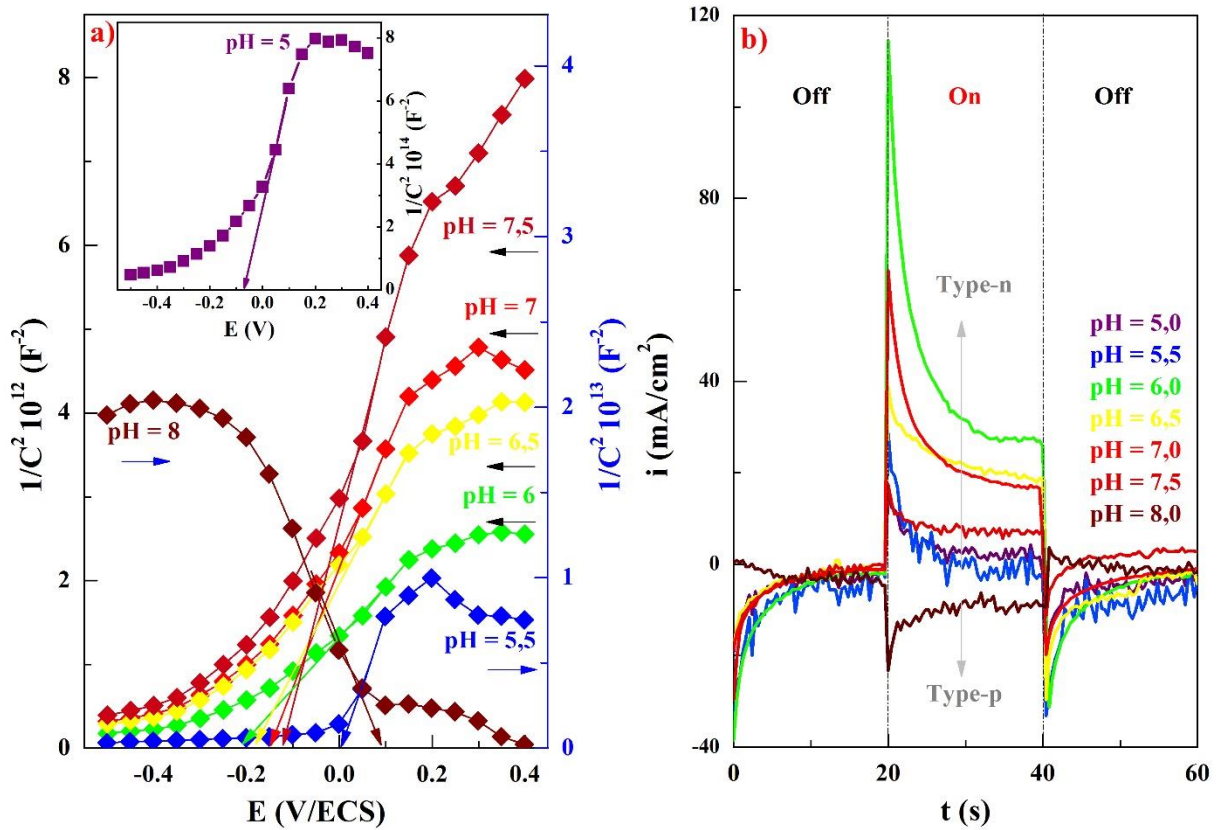 a)
pH = 5
1/C² 10¹⁴ (F⁻²)
8
6
4
2
0
-0.4 -0.2 0.0 0.2 0.4
E (V)
pH = 7,5
pH = 7
pH = 6,5
pH = 6
pH = 5,5
pH = 8
1/C² 10¹² (F⁻²)
8
6
4
2
0
1/C² 10¹³ (F⁻²)
4
3
2
1
0
-0.4 -0.2 0.0 0.2 0.4
E (V/ECS)
b)
Off On Off
Type-n
Type-p
pH = 5,0
pH = 5,5
pH = 6,0
pH = 6,5
pH = 7,0
pH = 7,5
pH = 8,0
i (mA/cm²)
120
80
40
0
-40
0 20 40 60
t (s)